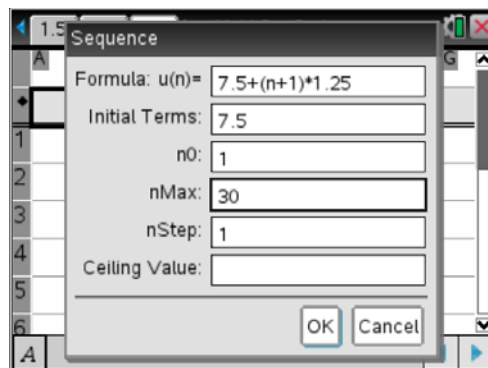 1.5
Sequence
A
G
Formula: u(n)= 7.5+(n+1)*1.25
Initial Terms: 7.5
n0: 1
1
nMax: 30
2
nStep: 1
3
Ceiling Value:
4
5
OK Cancel
6
A